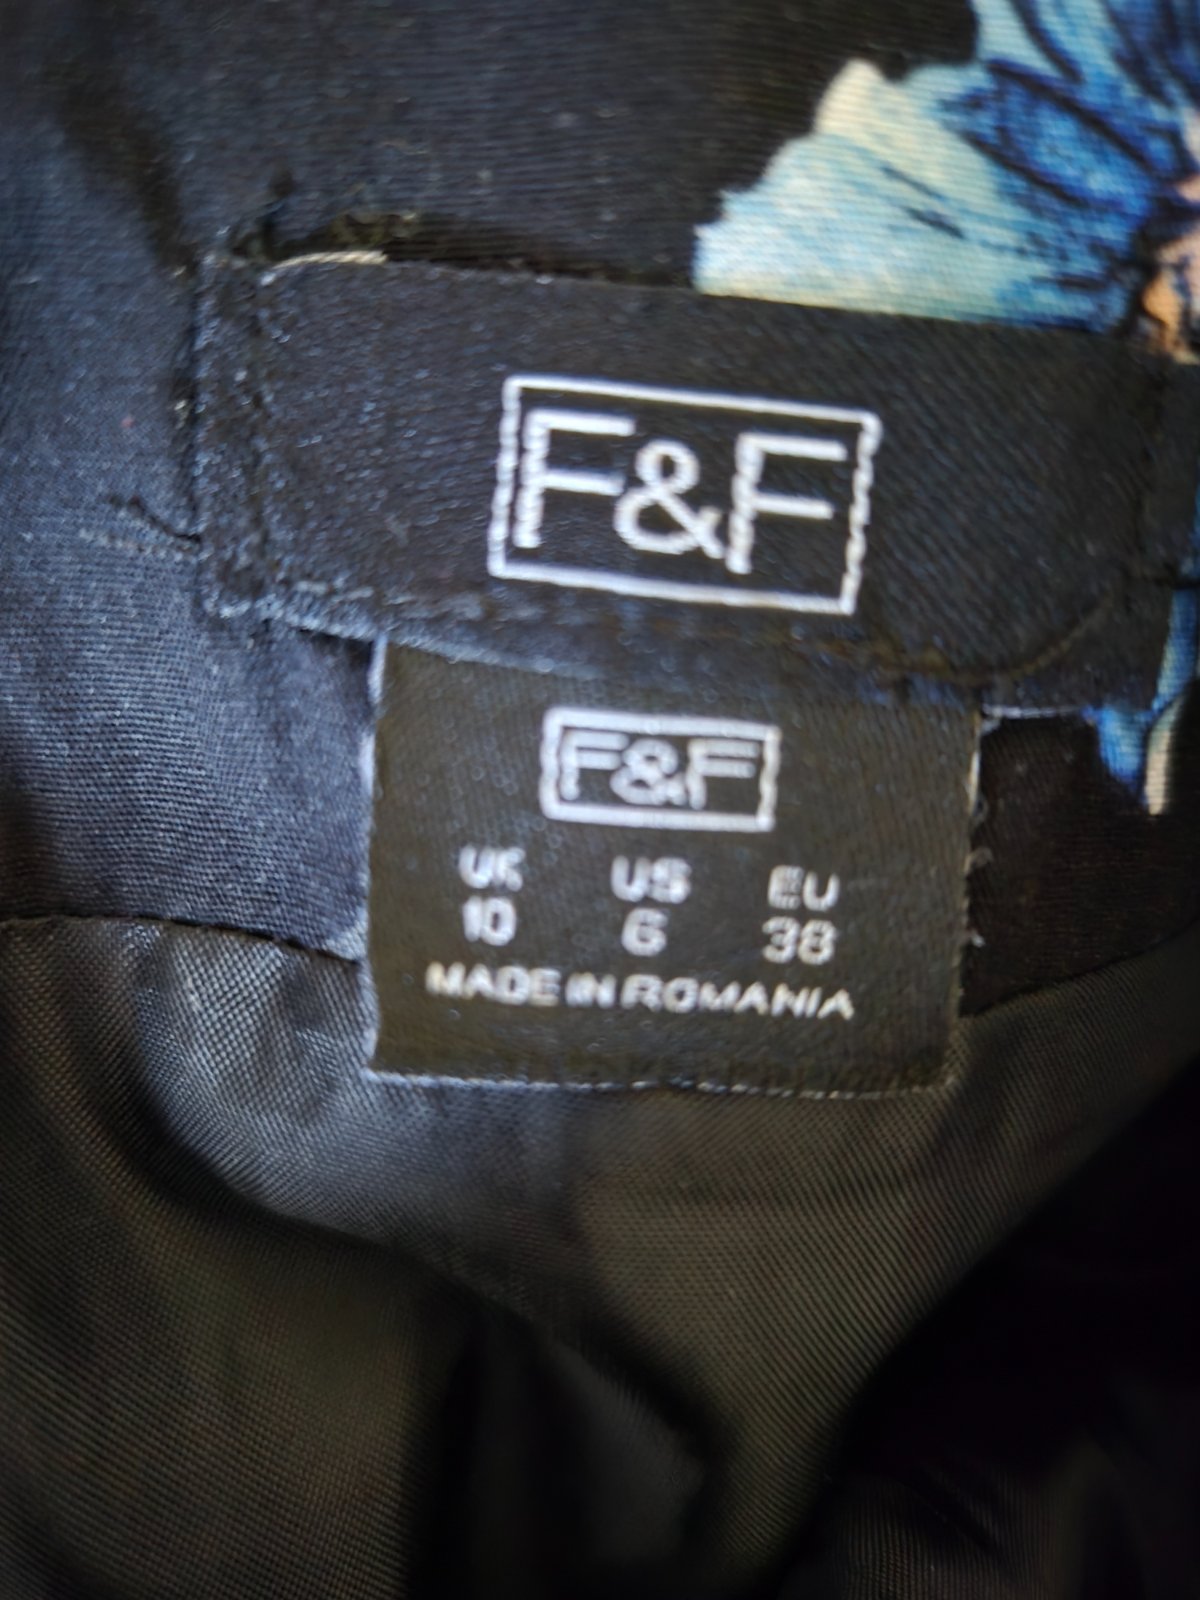 F&F
F&F
UK US EU
10 6 38
MADE IN ROMANIA